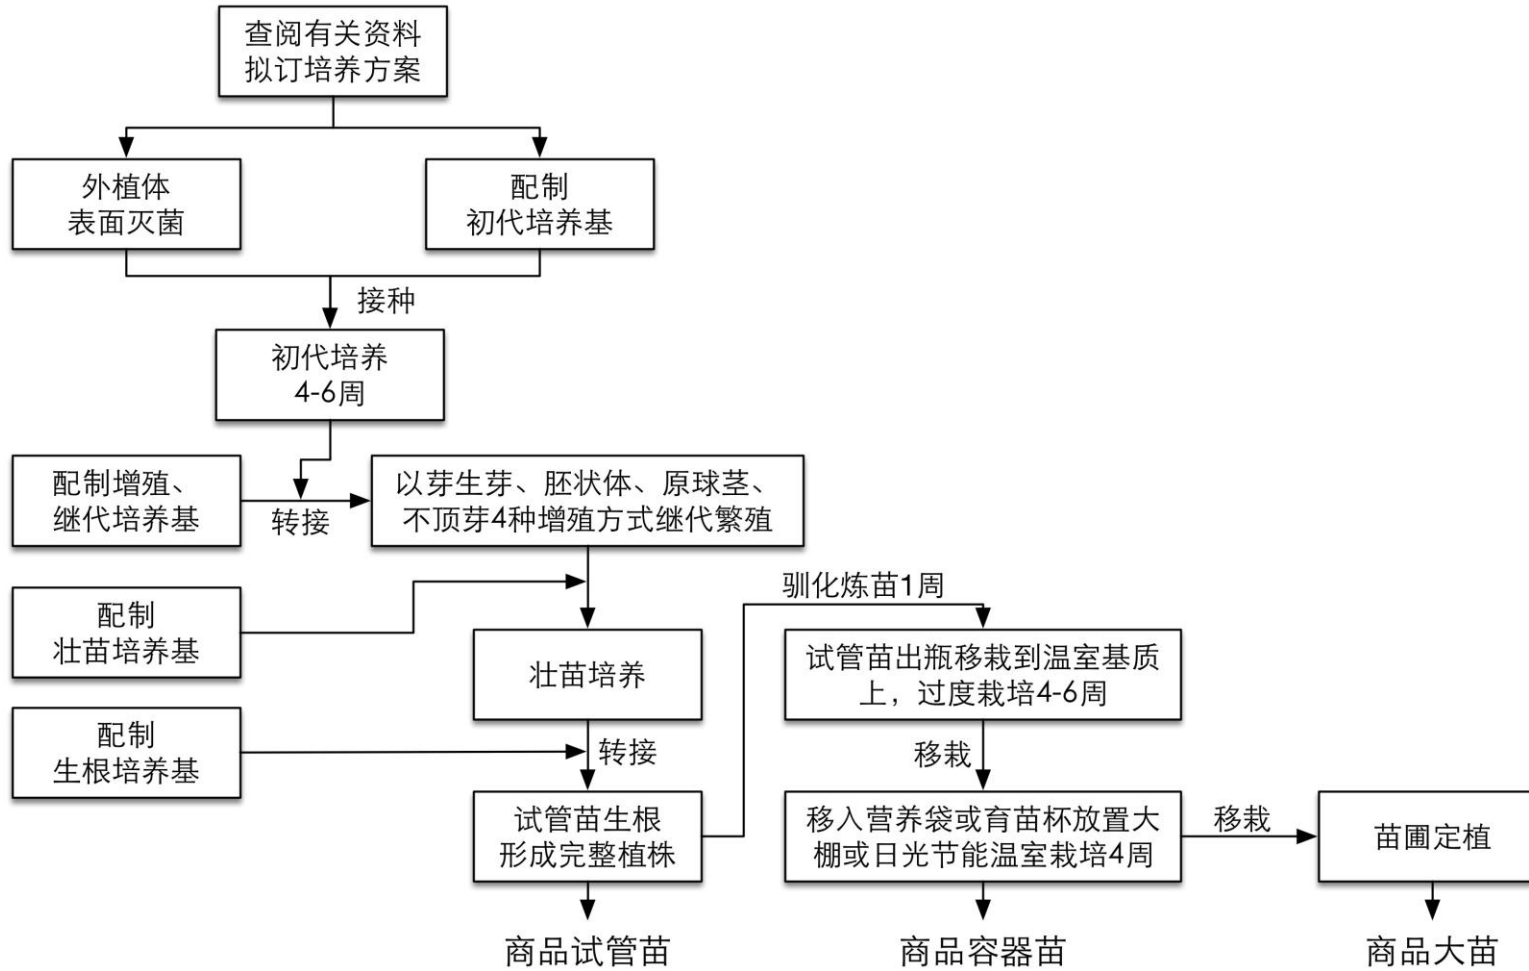 查阅有关资料
拟订培养方案
外植体
表面灭菌
配制
初代培养基
接种
初代培养
4-6周
配制增殖、
继代培养基
转接
以芽生芽、胚状体、原球茎、
不顶芽4种增殖方式继代繁殖
配制
壮苗培养基
壮苗培养
配制
生根培养基
转接
试管苗生根
形成完整植株
商品试管苗
驯化炼苗1周
试管苗出瓶移栽到温室基质
上，过度栽培4-6周
移栽
移入营养袋或育苗杯放置大
棚或日光节能温室栽培4周
商品容器苗
移栽
苗圃定植
商品大苗